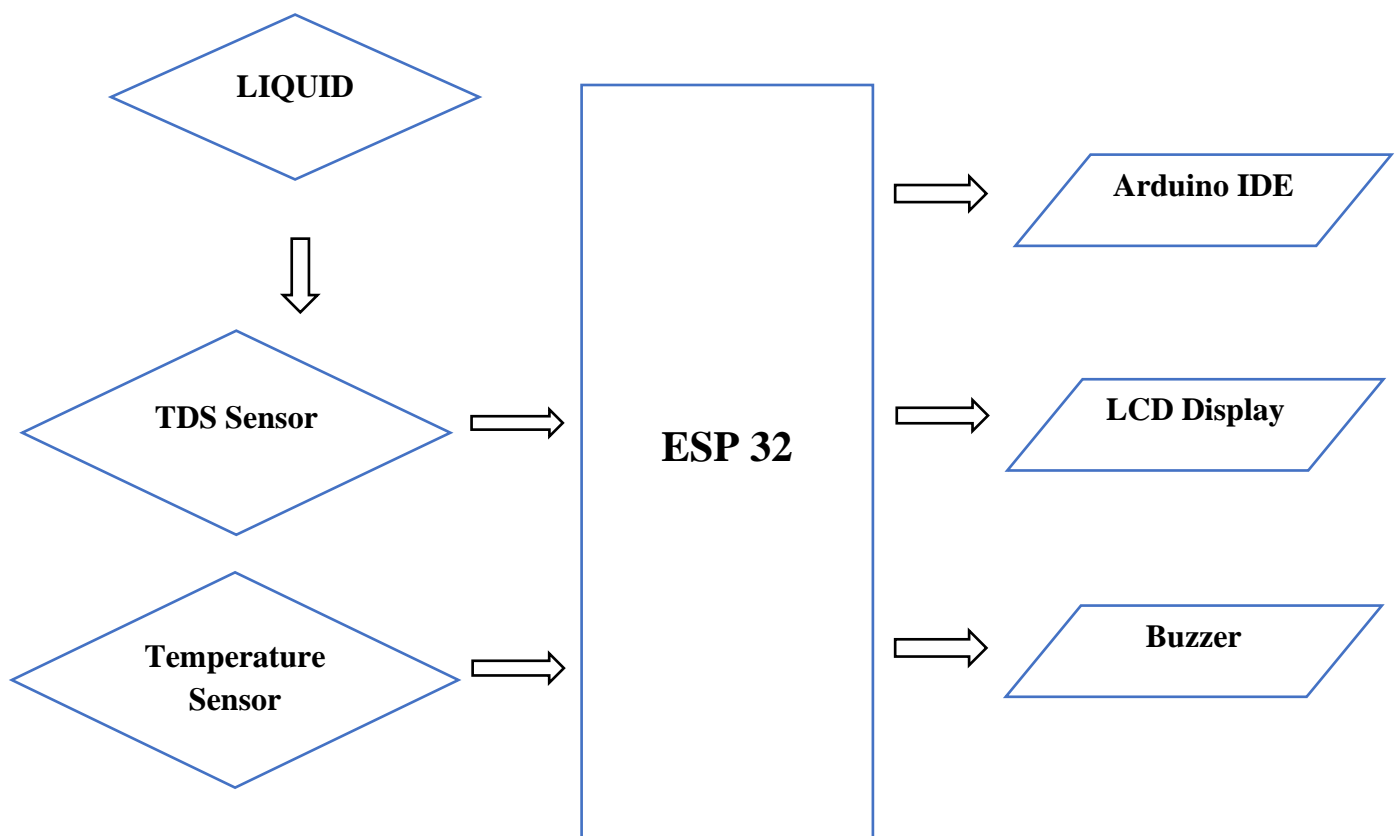 LIQUID
TDS Sensor
Temperature
Sensor
ESP 32
Arduino IDE
LCD Display
Buzzer